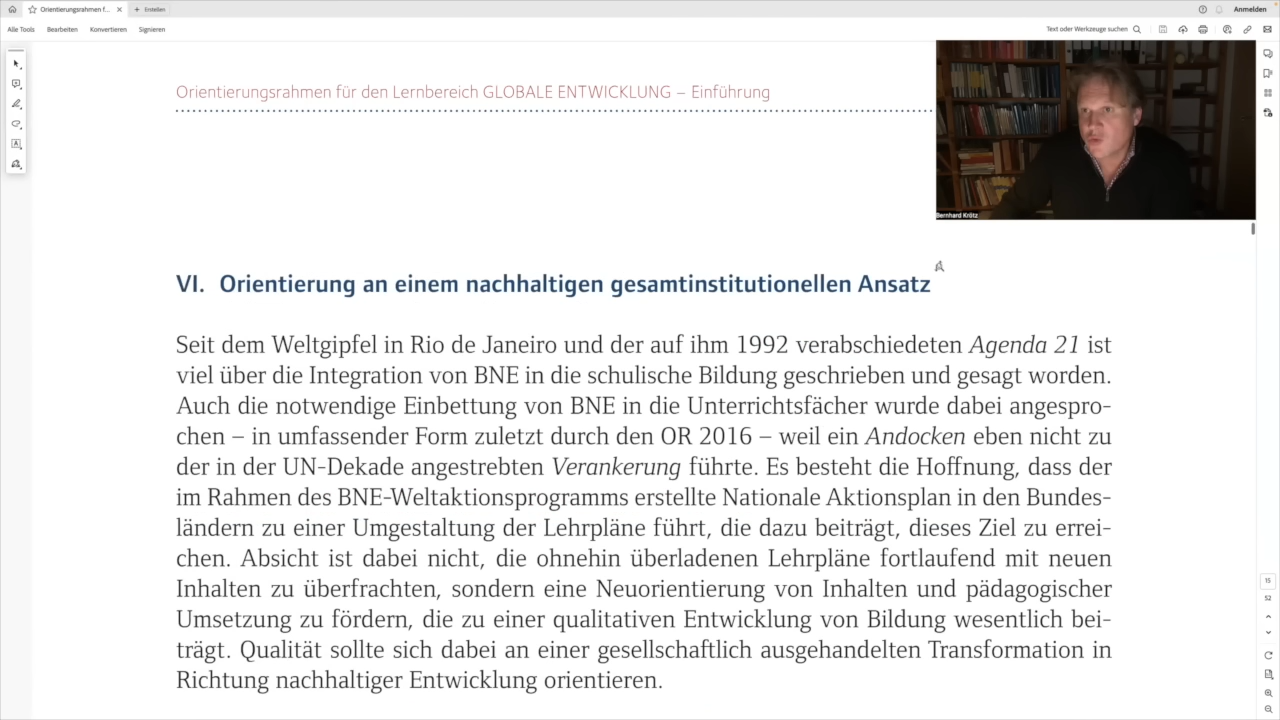 Orientierungsrahmen f...
Erstellen
Anmelden
Alle Tools
Bearbeiten
Konvertieren
Signieren
Text oder Werkzeuge suchen
Orientierungsrahmen für den Lernbereich GLOBALE ENTWICKLUNG – Einführung
Bernhard Krötz
VI. Orientierung an einem nachhaltigen gesamtinstitutionellen Ansatz
Seit dem Weltgipfel in Rio de Janeiro und der auf ihm 1992 verabschiedeten Agenda 21 ist
viel über die Integration von BNE in die schulische Bildung geschrieben und gesagt worden.
Auch die notwendige Einbettung von BNE in die Unterrichtsfächer wurde dabei angespro-
chen – in umfassender Form zuletzt durch den OR 2016 – weil ein Andocken eben nicht zu
der in der UN-Dekade angestrebten Verankerung führte. Es besteht die Hoffnung, dass der
im Rahmen des BNE-Weltaktionsprogramms erstellte Nationale Aktionsplan in den Bundes-
ländern zu einer Umgestaltung der Lehrpläne führt, die dazu beiträgt, dieses Ziel zu errei-
chen. Absicht ist dabei nicht, die ohnehin überladenen Lehrpläne fortlaufend mit neuen
Inhalten zu überfrachten, sondern eine Neuorientierung von Inhalten und pädagogischer
Umsetzung zu fördern, die zu einer qualitativen Entwicklung von Bildung wesentlich bei-
trägt. Qualität sollte sich dabei an einer gesellschaftlich ausgehandelten Transformation in
Richtung nachhaltiger Entwicklung orientieren.
15
52